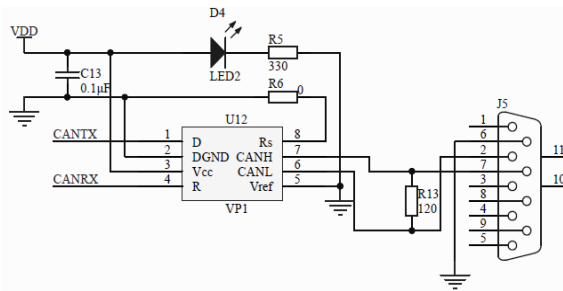 D4
VDD
R5
330
LED2
C13
0.1μF
R6
0
U12
J5
CANTX
1
D
Rs
8
2
DGND
CANH
7
3
Vcc
CANL
6
CANRX
4
R
Vref
5
VP1
R13
120
1
6
2
7
3
8
4
9
5
11
10